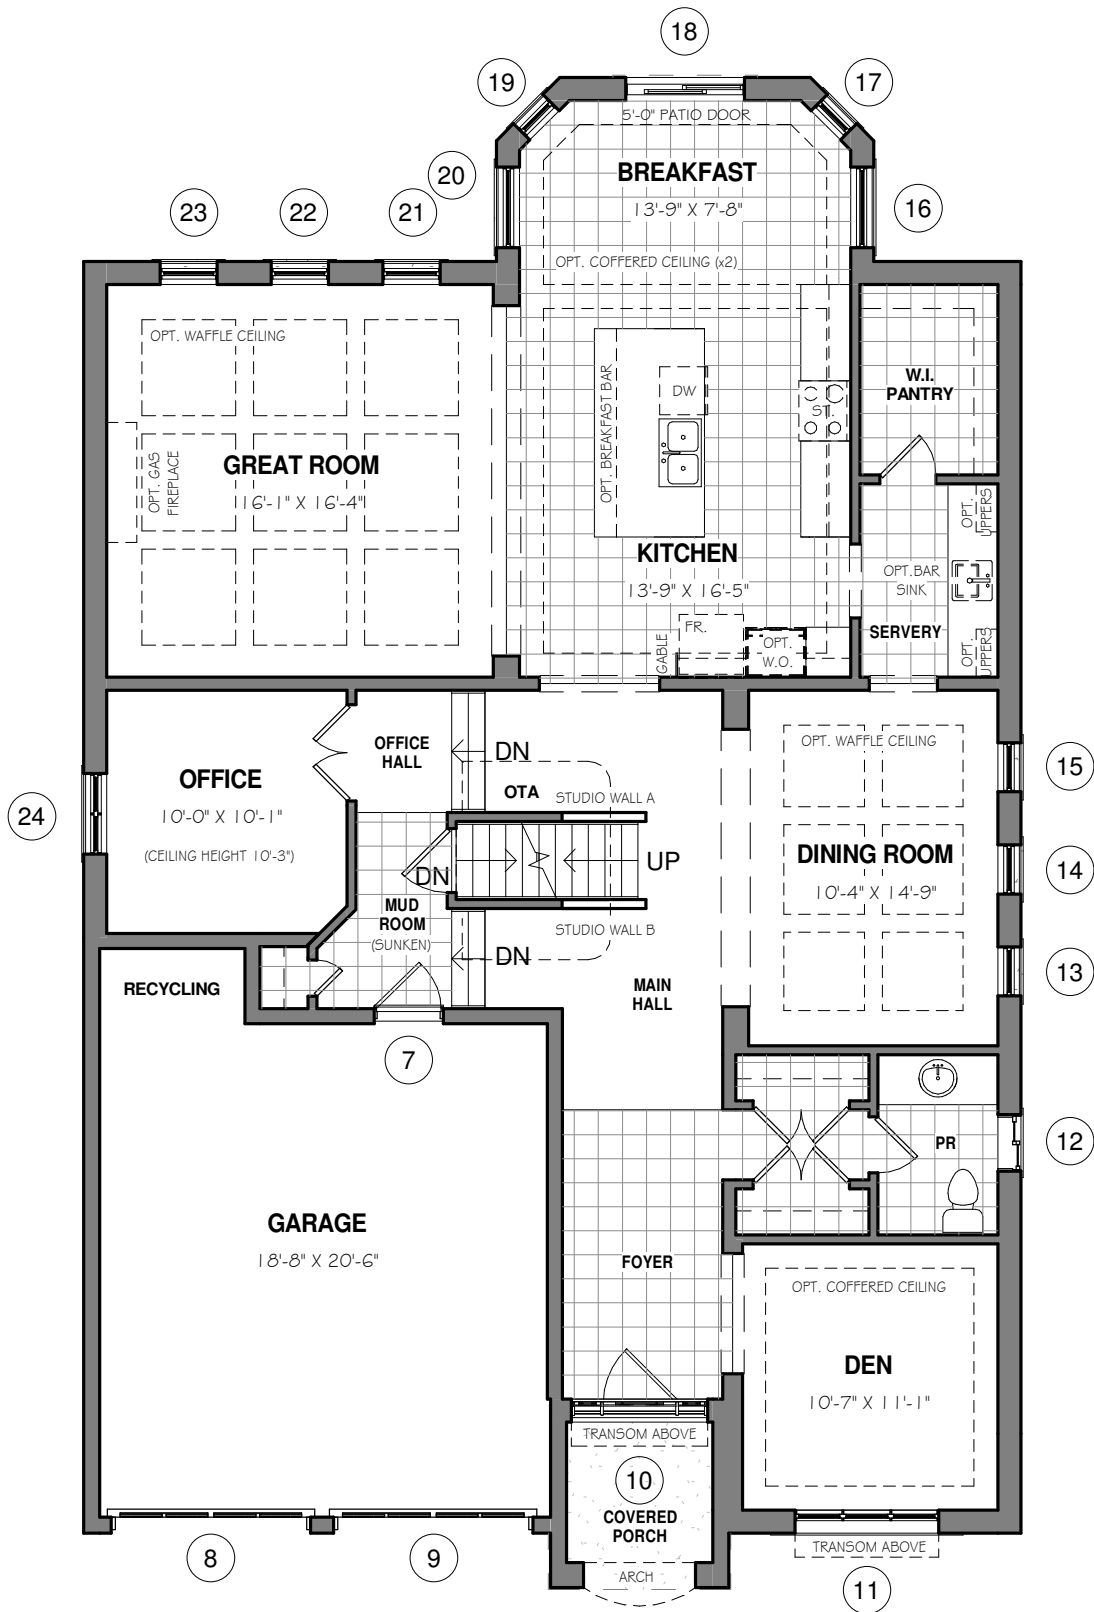 18
19
17
5'-0" PATIO DOOR
BREAKFAST
13'-9" X 7'-8"
20
16
23
22
21
OPT. COFFERED CEILING (x2)
OPT. WAFFLE CEILING
GREAT ROOM
16'-1" X 16'-4"
OPT. GAS
FIREPLACE
OPT. BREAKFAST BAR
DW
ST.
W.I.
PANTRY
KITCHEN
13'-9" X 16'-5"
OPT.
UPPERS
OPT.BAR
SINK
SERVERY
OPT.
UPPERS
FR.
GABLE
OPT.
W.O.
OFFICE
HALL
DN
OTA
STUDIO WALL A
OPT. WAFFLE CEILING
15
OFFICE
10'-0" X 10'-1"
(CEILING HEIGHT 10'-3")
24
DN
UP
DINING ROOM
10'-4" X 14'-9"
14
MUD
ROOM
(SUNKEN)
STUDIO WALL B
DN
13
MAIN
HALL
RECYCLING
7
PR
12
GARAGE
18'-8" X 20'-6"
FOYER
OPT. COFFERED CEILING
DEN
10'-7" X 11'-1"
TRANSOM ABOVE
10
COVERED
PORCH
ARCH
8
9
TRANSOM ABOVE
11